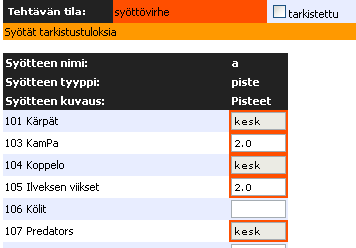 Tehtävän tila: syöttövirhe tarkistettu
Syötät tarkistustuloksia
Syötteen nimi: a
Syötteen tyyppi: piste
Syötteen kuvaus: Pisteet
101 Kärpät kesk
103 KamPa 2.0
104 Koppelo kesk
105 Ilveksen viikset 2.0
106 Kölit
107 Predators kesk